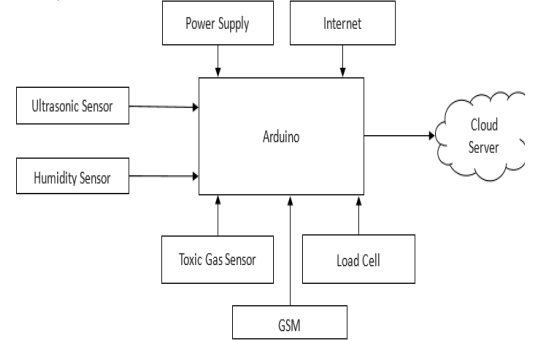 Power Supply
Internet
Ultrasonic Sensor
Arduino
Cloud
Server
Humidity Sensor
Toxic Gas Sensor
Load Cell
GSM